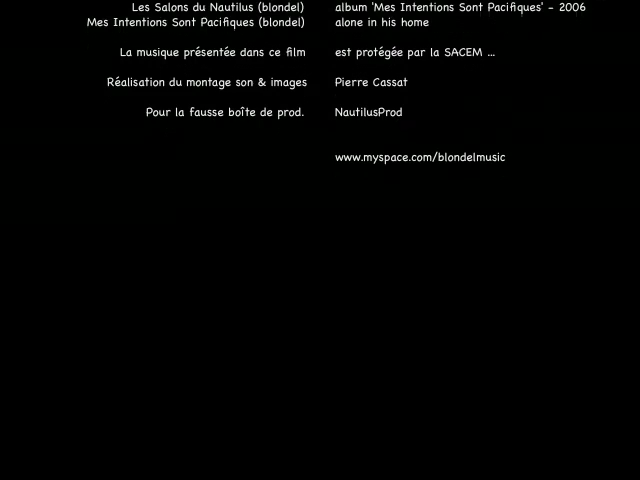 Les Salons du Nautilus (blondel) album 'Mes Intentions Sont Pacifiques' - 2006
Mes Intentions Sont Pacifiques (blondel) alone in his home
La musique présentée dans ce film est protégée par la SACEM ...
Réalisation du montage son & images Pierre Cassat
Pour la fausse boîte de prod. NautilusProd
www.myspace.com/blondelmusic